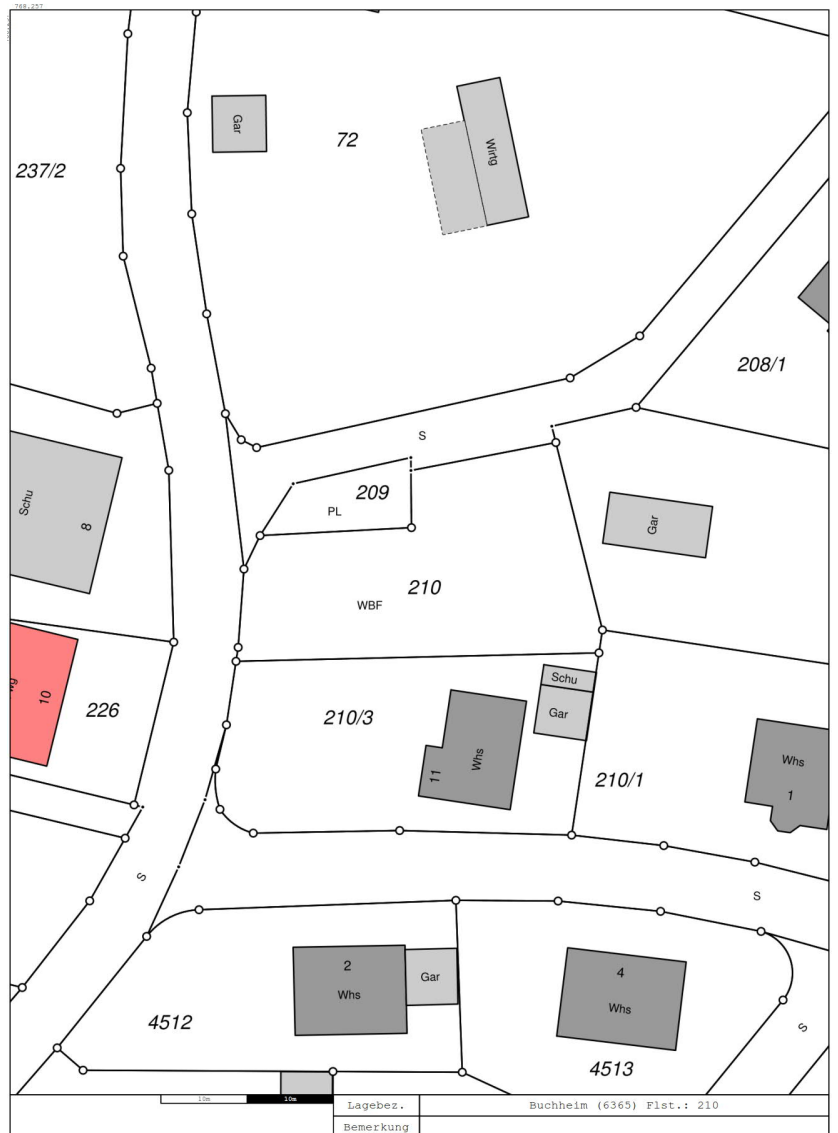 768.257
Gar
72
Wirtg
237/2
208/1
S
209
PL
Schu
8
Gar
210
WBF
10
226
Schu
Gar
210/3
11
Whs
210/1
Whs
1
S
S
2
Whs
Gar
4
Whs
S
4512
4513
10m
10m
Lagebez.
Buchheim (6365) Flst.: 210
Bemerkung